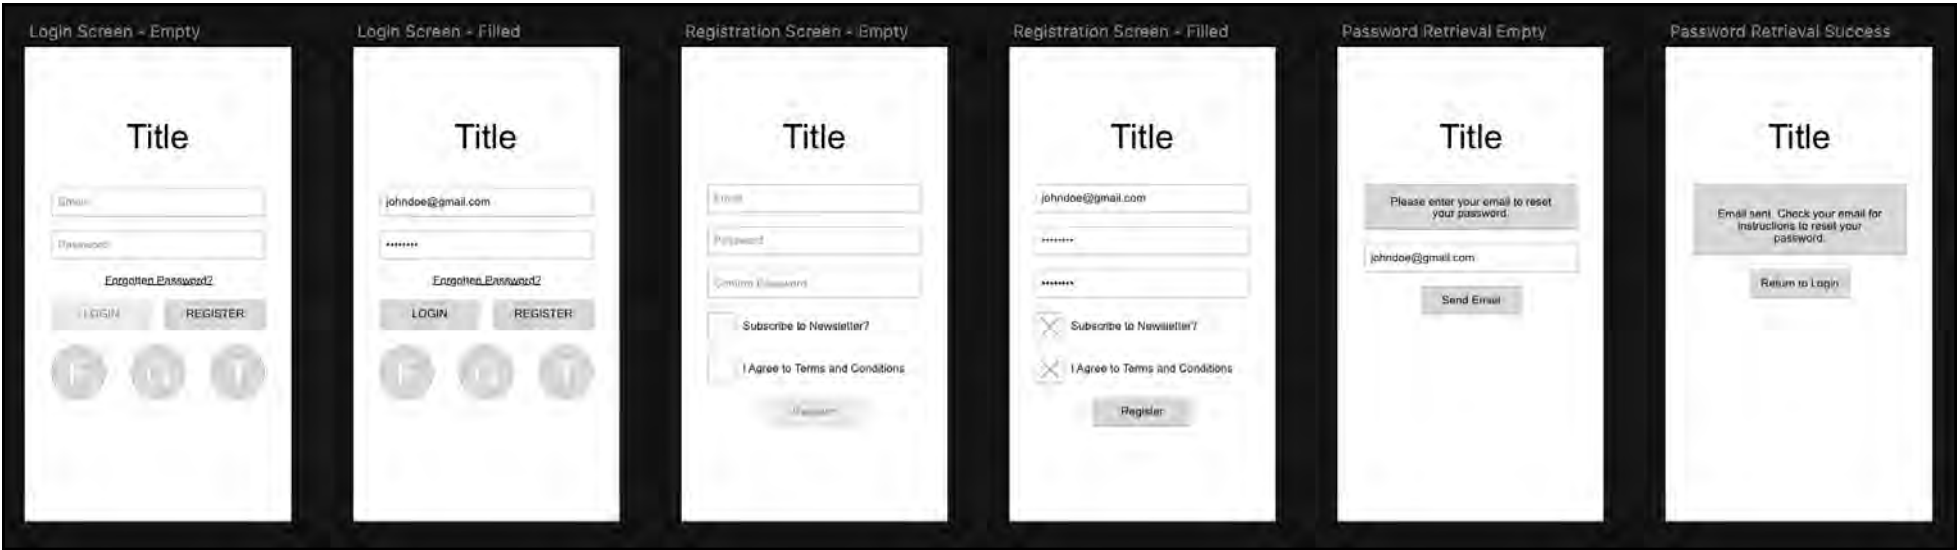 Login Screen - Empty
Title
Email
Password
Forgotten Password?
LOGIN
REGISTER
F
G
T
Login Screen - Filled
Title
johndoe@gmail.com
••••••••
Forgotten Password?
LOGIN
REGISTER
F
G
T
Registration Screen - Empty
Title
Email
Password
Confirm Password
Subscribe to Newsletter?
I Agree to Terms and Conditions
Register
Registration Screen - Filled
Title
johndoe@gmail.com
••••••••
••••••••
Subscribe to Newsletter?
I Agree to Terms and Conditions
Register
Password Retrieval Empty
Title
Please enter your email to reset
your password.
johndoe@gmail.com
Send Email
Password Retrieval Success
Title
Email sent. Check your email for
instructions to reset your
password.
Return to Login